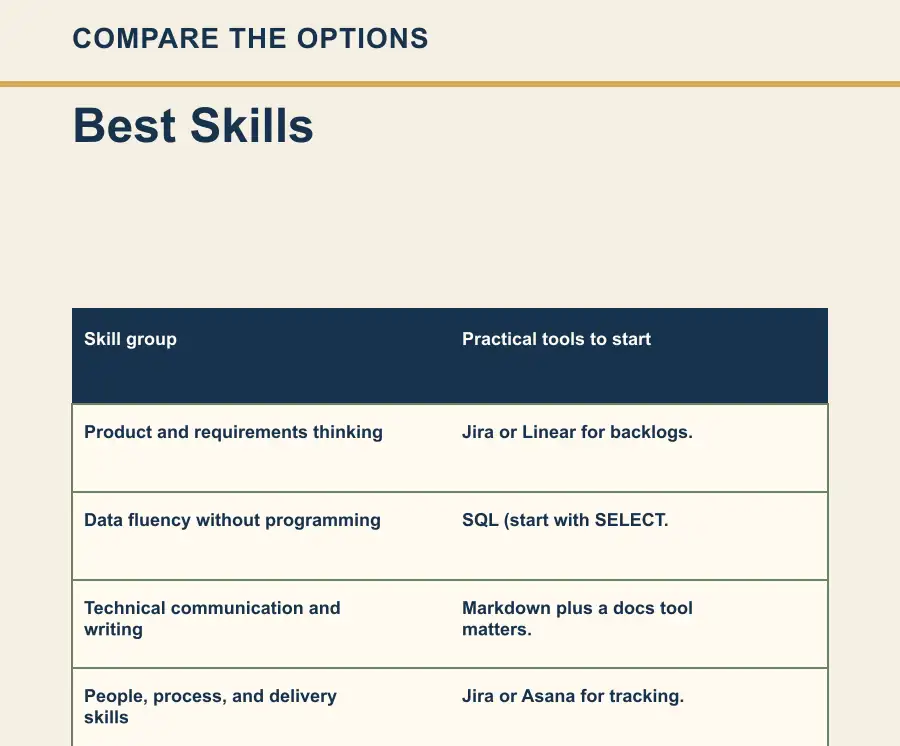 COMPARE THE OPTIONS
Best Skills
Skill group
Practical tools to start
Product and requirements thinking
Jira or Linear for backlogs.
Data fluency without programming
SQL (start with SELECT.
Technical communication and
writing
Markdown plus a docs tool
matters.
People, process, and delivery
skills
Jira or Asana for tracking.